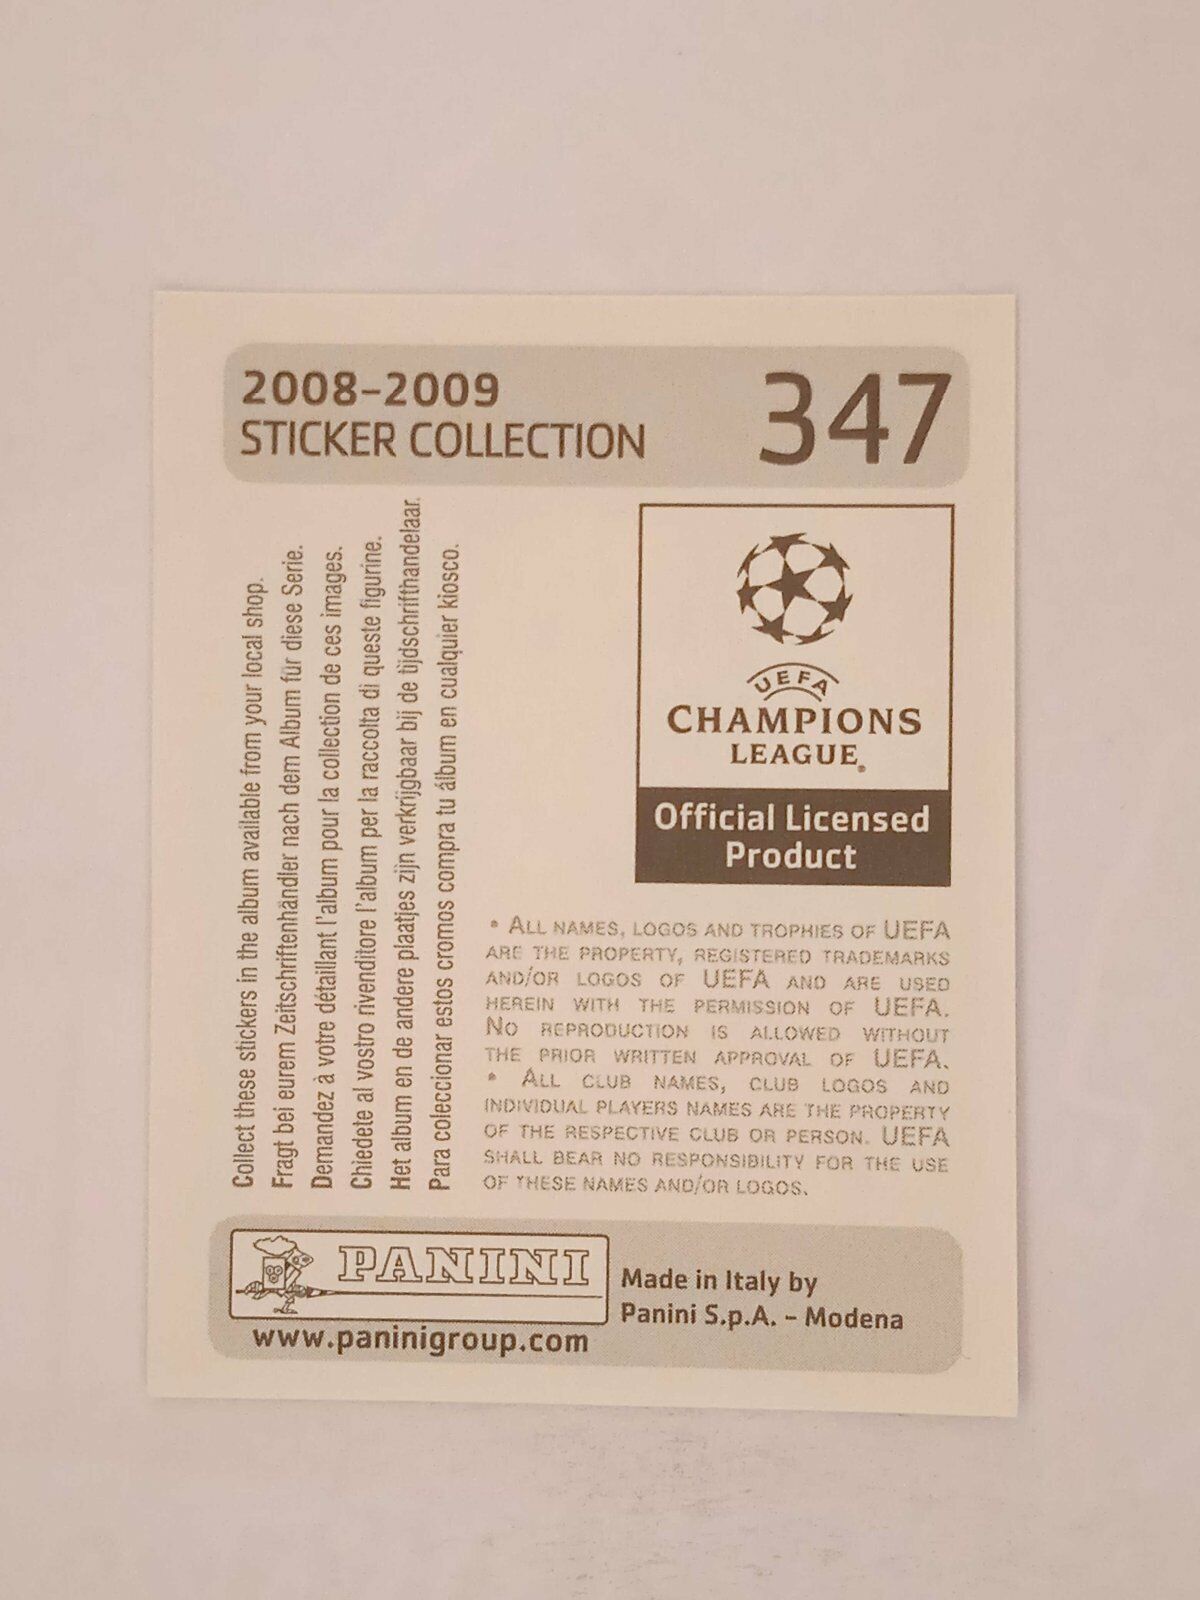 2008-2009
STICKER COLLECTION
347
Collect these stickers in the album available from your local shop.
Fragt bei eurem Zeitschriftenhändler nach dem Album für diese Serie.
Demandez à votre détaillant l'album pour la collection de ces images.
Chiedete al vostro rivenditore l'album per la raccolta di queste figurine.
Het album en de andere plaatjes zijn verkrijgbaar bij de tijdschrifthandelaar.
Para coleccionar estos cromos compra tu álbum en cualquier kiosco.
UEFA
CHAMPIONS
LEAGUE®
Official Licensed
Product
• ALL NAMES, LOGOS AND TROPHIES OF UEFA
ARE THE PROPERTY, REGISTERED TRADEMARKS
AND/OR LOGOS OF UEFA AND ARE USED
HEREIN WITH THE PERMISSION OF UEFA.
NO REPRODUCTION IS ALLOWED WITHOUT
THE PRIOR WRITTEN APPROVAL OF UEFA.
• ALL CLUB NAMES, CLUB LOGOS AND
INDIVIDUAL PLAYERS NAMES ARE THE PROPERTY
OF THE RESPECTIVE CLUB OR PERSON. UEFA
SHALL BEAR NO RESPONSIBILITY FOR THE USE
OF THESE NAMES AND/OR LOGOS.
PANINI
www.paninigroup.com
Made in Italy by
Panini S.p.A. - Modena